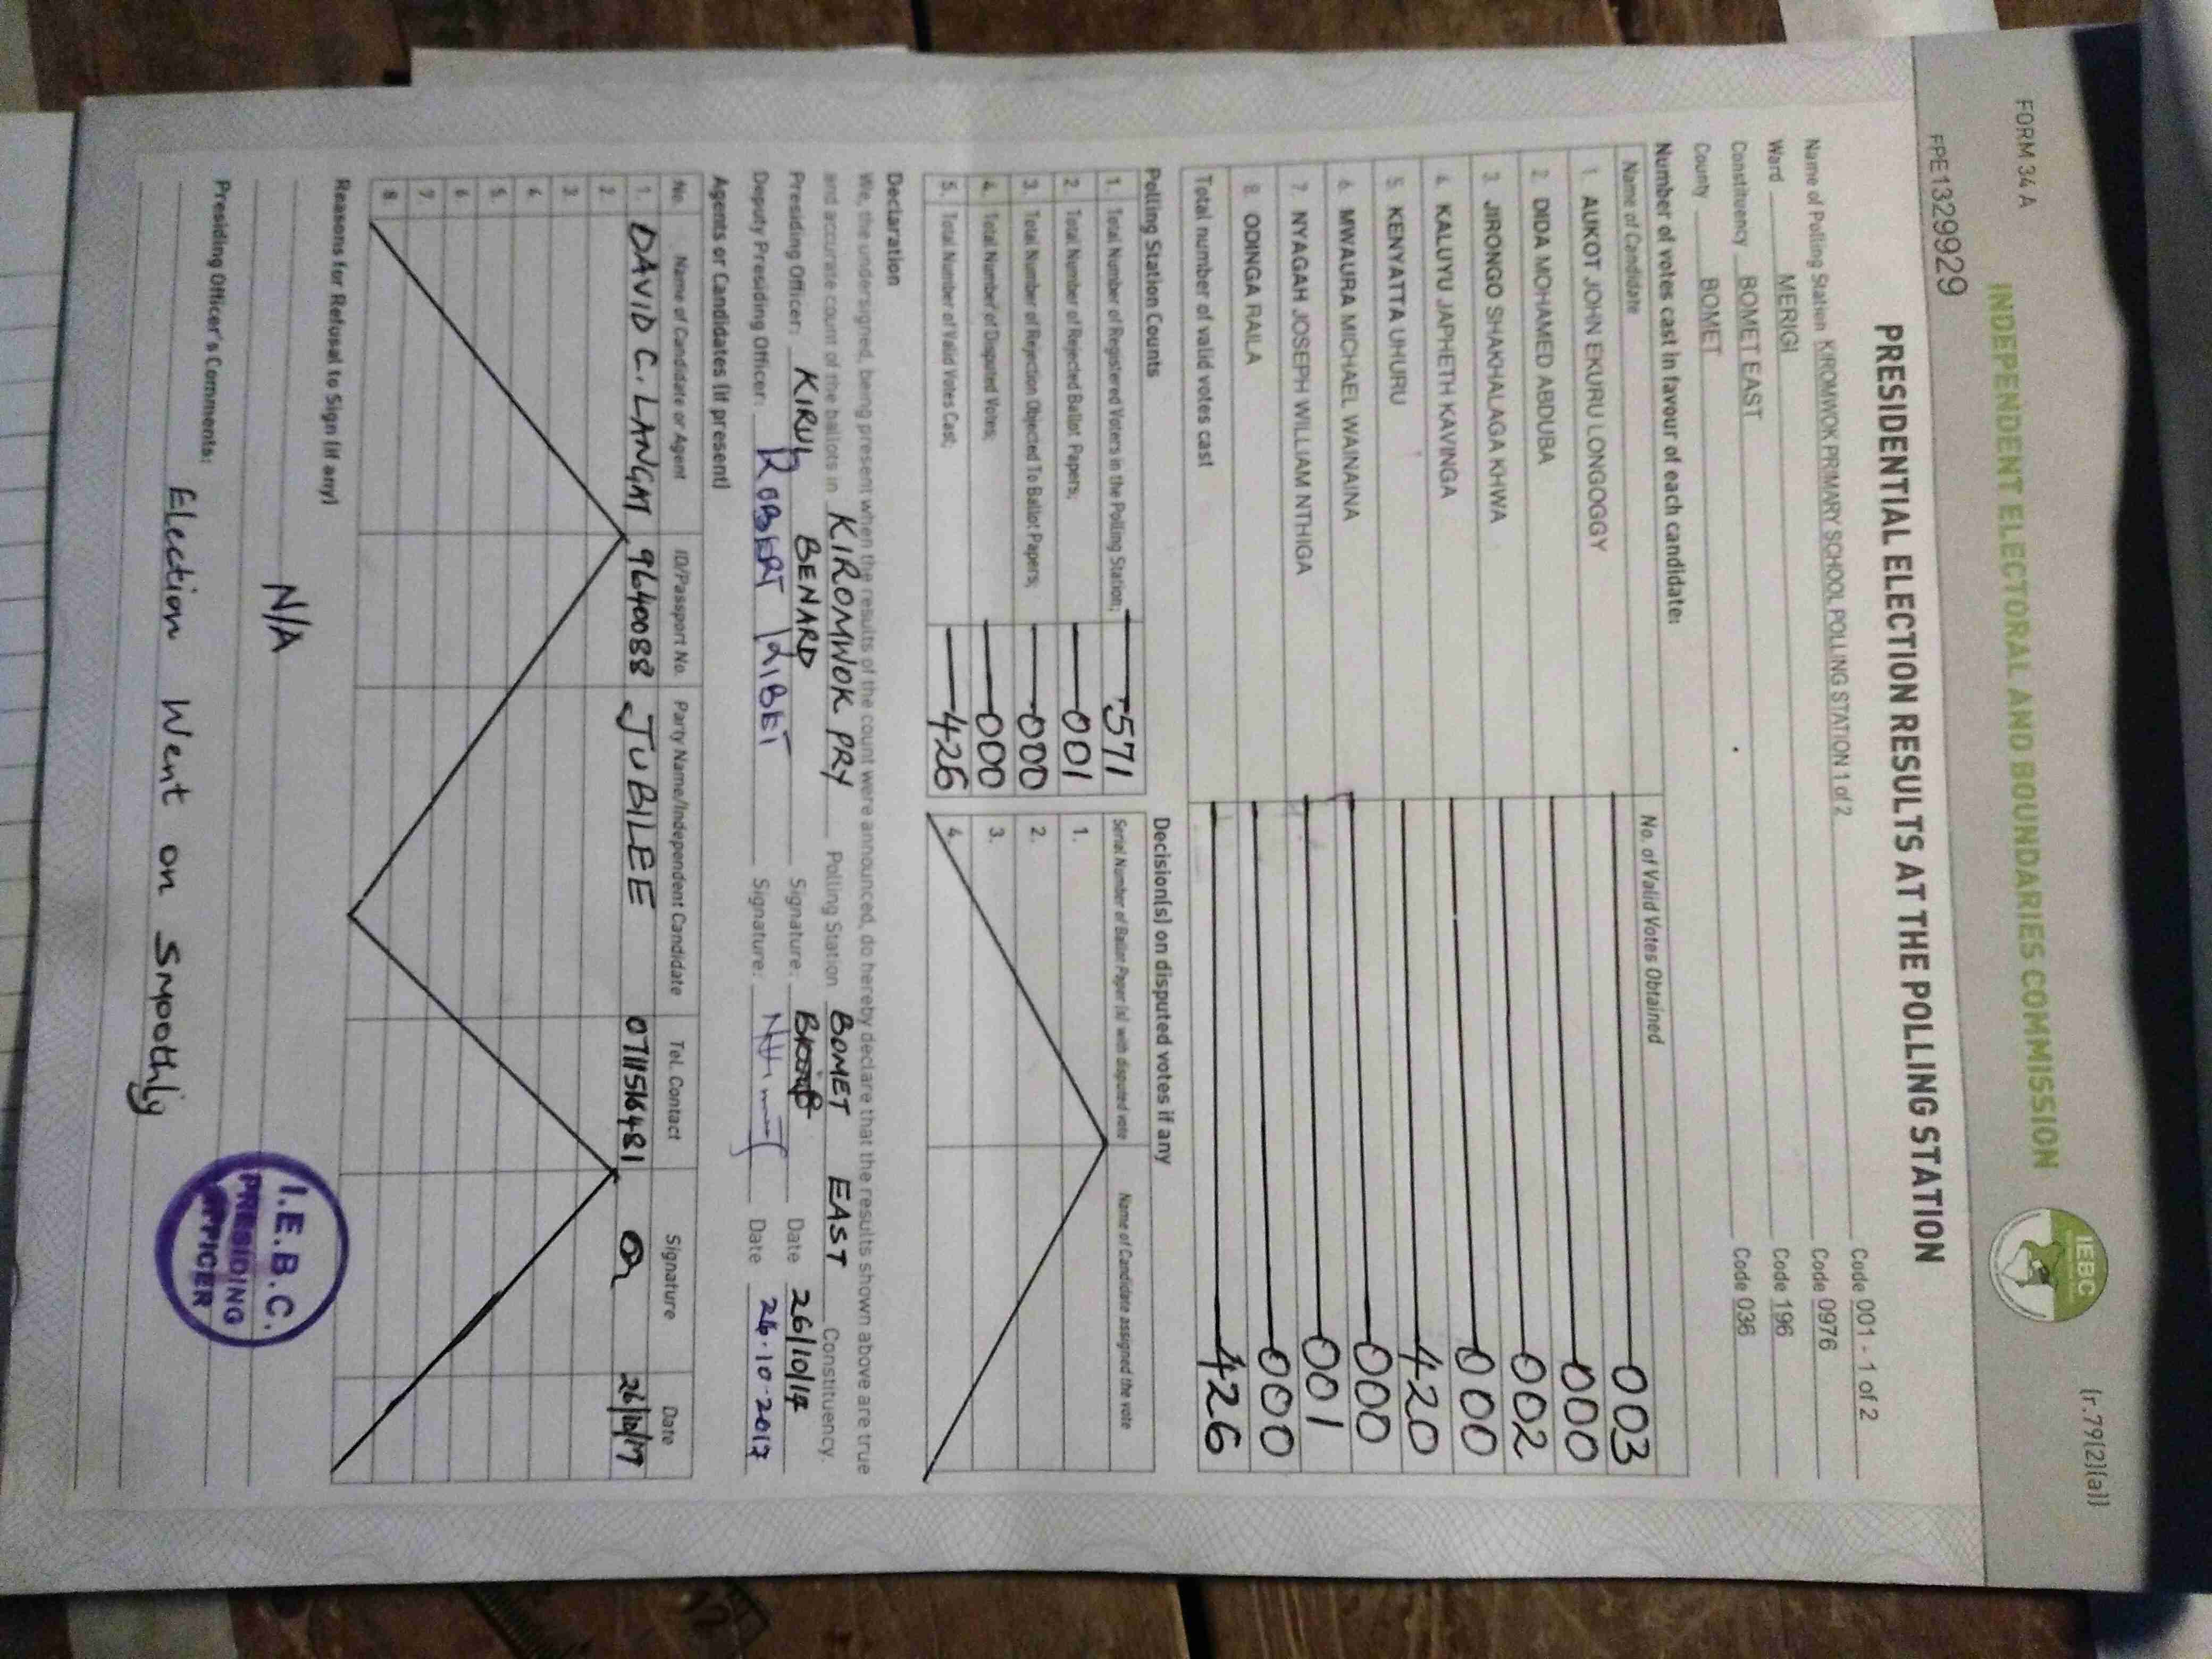 FORM 34 A
(r.79(2)(a))
INDEPENDENT ELECTORAL AND BOUNDARIES COMMISSION
IEBC
FPE1329929
PRESIDENTIAL ELECTION RESULTS AT THE POLLING STATION
Name of Polling Station KIROMWOK PRIMARY SCHOOL POLLING STATION 1 of 2 Code 001 - 1 of 2
Ward MERIGI Code 0976
Constituency BOMET EAST Code 196
County BOMET Code 036
Number of votes cast in favour of each candidate:
Name of Candidate No. of Valid Votes Obtained
1. AUKOT JOHN EKURU LONGOGGY 003
2. DIDA MOHAMED ABDUBA 000
3. JIRONGO SHAKHALAGA KHWA 002
4. KALUYU JAPHETH KAVINGA 000
5. KENYATTA UHURU 420
6. MWAURA MICHAEL WAINAINA 000
7. NYAGAH JOSEPH WILLIAM NTHIGA 001
8. ODINGA RAILA 000
Total number of valid votes cast 426
Polling Station Counts
1. Total Number of Registered Voters in the Polling Station; 571
2. Total Number of Rejected Ballot Papers; 001
3. Total Number of Rejection Objected To Ballot Papers; 000
4. Total Number of Disputed Votes; 000
5. Total Number of Valid Votes Cast; 426
Decision(s) on disputed votes if any
Serial Number of Ballot Paper (s) with disputed vote Name of Candidate assigned the vote
1.
2.
3.
4.
Declaration
We, the undersigned, being present when the results of the count were announced, do hereby declare that the results shown above are true
and accurate count of the ballots in KIROMWOK PRY Polling Station BOMET EAST Constituency.
Presiding Officer: KIRUI BENARD Signature: Date 26/10/17
Deputy Presiding Officer: ROBERT KIBET Signature: Date 26.10.2017
Agents or Candidates (if present)
No. Name of Candidate or Agent ID/Passport No. Party Name/Independent Candidate Tel. Contact Signature Date
1. DAVID C. LANGAT 9640088 JUBILEE 0711516481 26/10/17
2.
3.
4.
5.
6.
7.
8.
Reasons for Refusal to Sign (if any)
N/A
Presiding Officer's Comments:
Election Went on Smoothly
I.E.B.C.
PRESIDING
OFFICER